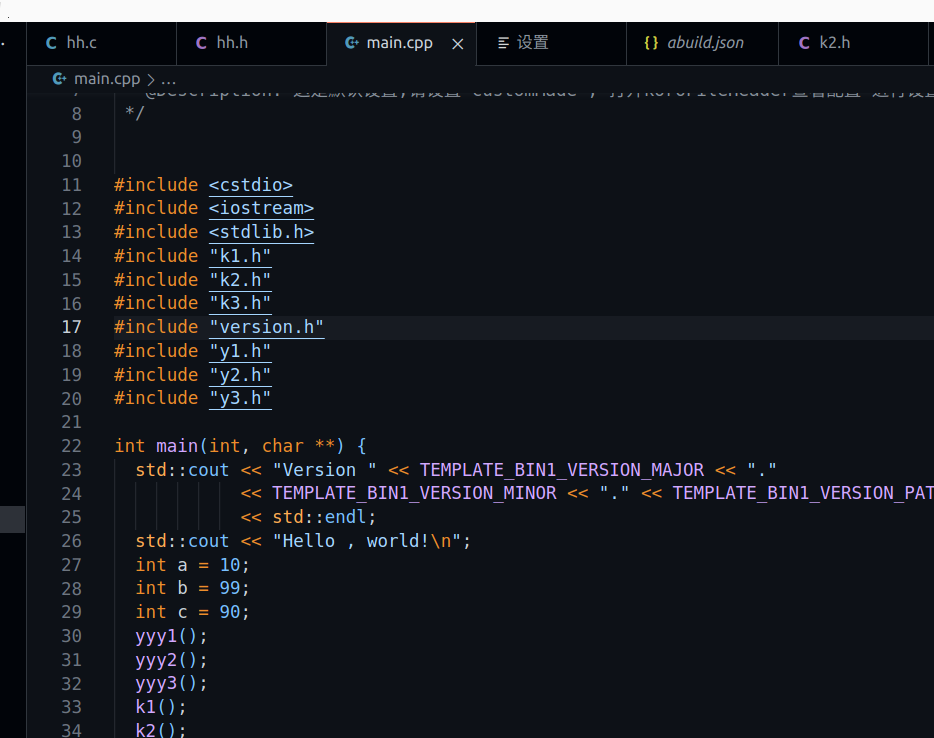 hh.c
hh.h
main.cpp
设置
abuild.json
k2.h
main.cpp > ...
8 */
9
10
11 #include <cstdio>
12 #include <iostream>
13 #include <stdlib.h>
14 #include "k1.h"
15 #include "k2.h"
16 #include "k3.h"
17 #include "version.h"
18 #include "y1.h"
19 #include "y2.h"
20 #include "y3.h"
21
22 int main(int, char **) {
23 std::cout << "Version " << TEMPLATE_BIN1_VERSION_MAJOR << "."
24 << TEMPLATE_BIN1_VERSION_MINOR << "." << TEMPLATE_BIN1_VERSION_PAT
25 << std::endl;
26 std::cout << "Hello , world!\n";
27 int a = 10;
28 int b = 99;
29 int c = 90;
30 yyy1();
31 yyy2();
32 yyy3();
33 k1();
34 k2();